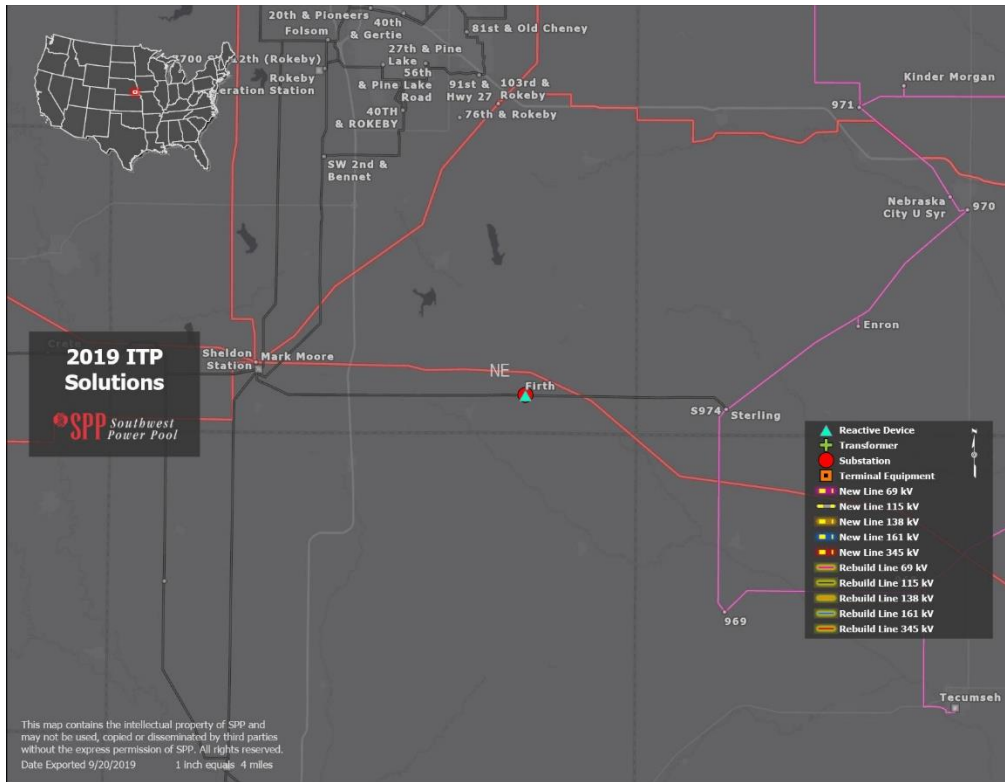 20th & Pioneers
Folsom
40th
& Gertie
81st & Old Cheney
27th & Pine
Lake
12th (Rokeby)
Rokeby
eration Station
56th
& Pine Lake
Road
91st &
Hwy 27
103rd &
Rokeby
40TH
& ROKEBY
76th & Rokeby
SW 2nd &
Bennet
Kinder Morgan
971
Nebraska
City U Syr
970
Enron
2019 ITP
Solutions
SPP Southwest
Power Pool
Sheldon
Station
Mark Moore
NE
Firth
S974
Sterling
N
Reactive Device
Transformer
Substation
Terminal Equipment
New Line 69 kV
New Line 115 kV
New Line 138 kV
New Line 161 kV
New Line 345 kV
Rebuild Line 69 kV
Rebuild Line 115 kV
Rebuild Line 138 kV
Rebuild Line 161 kV
Rebuild Line 345 kV
969
Tecumseh
This map contains the intellectual property of SPP and
may not be used, copied or disseminated by third parties
without the express permission of SPP. All rights reserved.
Date Exported 9/20/2019 1 inch equals 4 miles